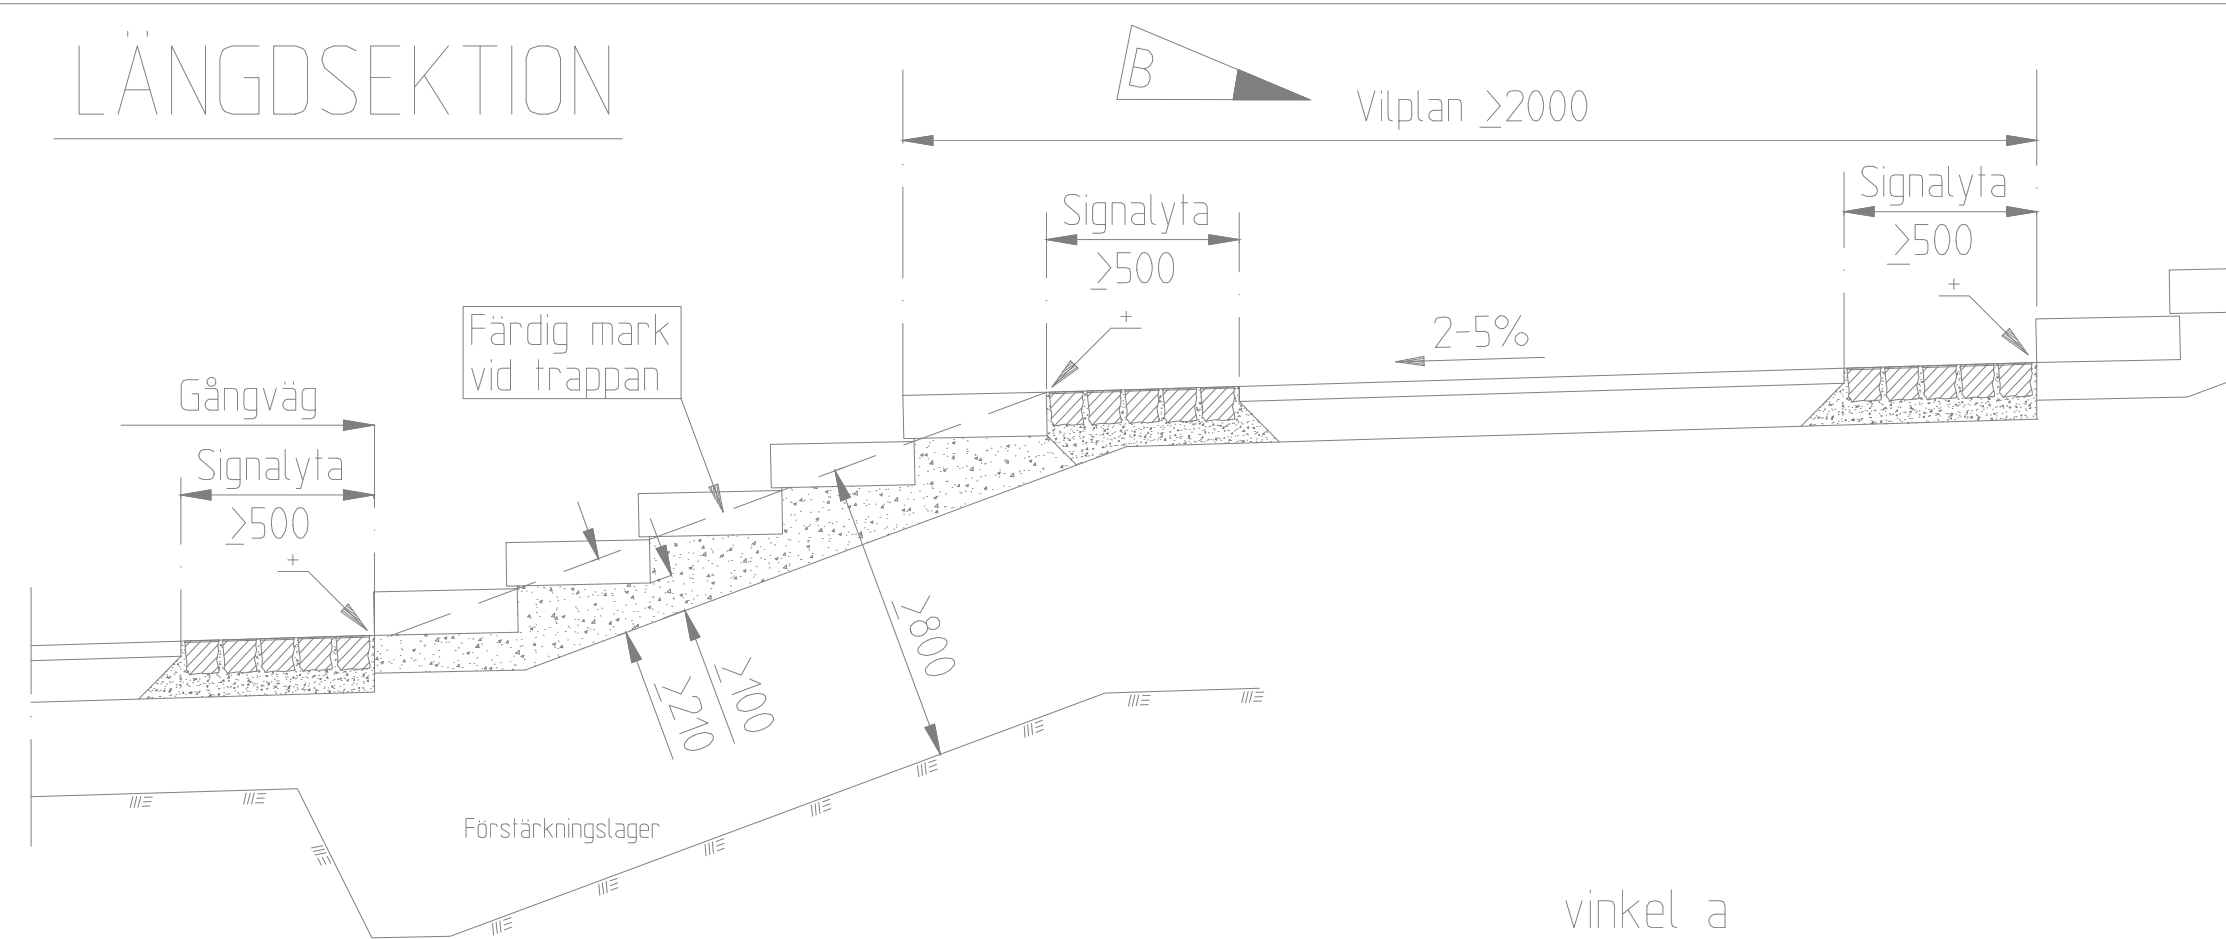 LÄNGDSEKTION
B
Vilplan ≥2000
Signalyta
≥500
+
Signalyta
≥500
+
2-5%
Färdig mark
vid trappan
Gångväg
Signalyta
≥500
+
≥800
≥100
≥210
Förstärkningslager
vinkel a